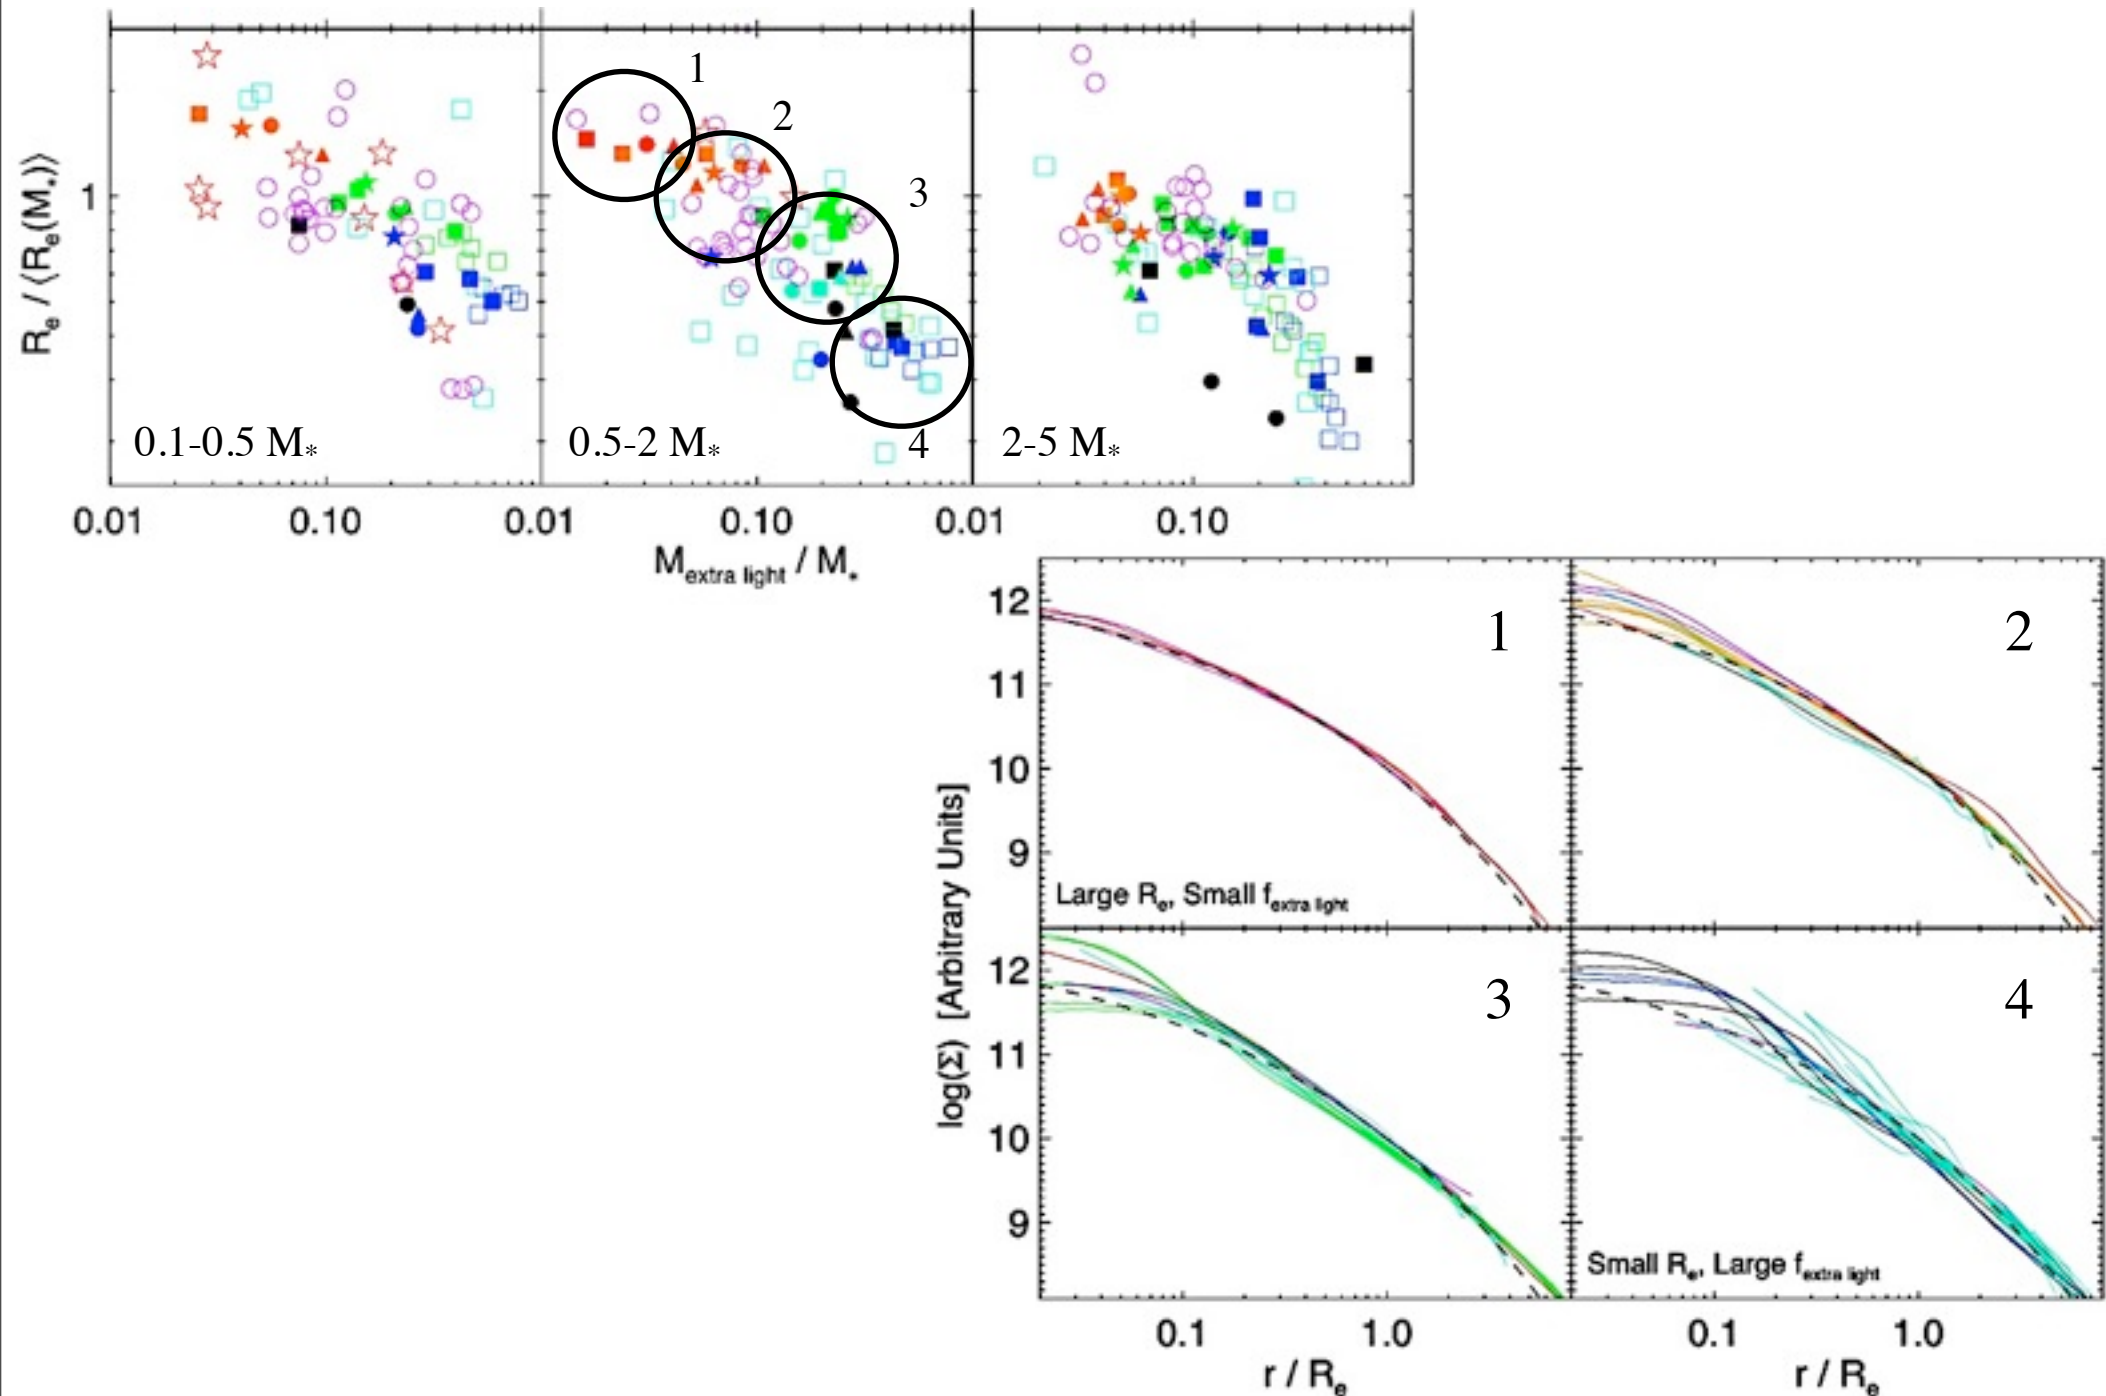 1
2
3
4
R_e / ⟨R_e(M_*)⟩
1
0.1-0.5 M_*
0.5-2 M_*
2-5 M_*
0.01 0.10 0.01 0.10 0.01 0.10
M_extra light / M_*
log(Σ) [Arbitrary Units]
12
11
10
9
1
Large R_e, Small f_extra light
2
12
11
10
9
3
4
Small R_e, Large f_extra light
0.1 1.0 0.1 1.0
r / R_e r / R_e